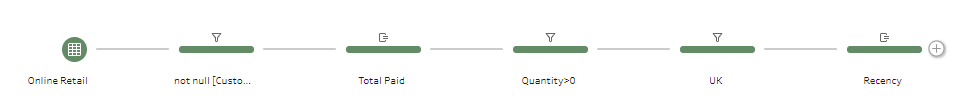 Online Retail
not null [Custo...
Total Paid
Quantity>0
UK
Recency